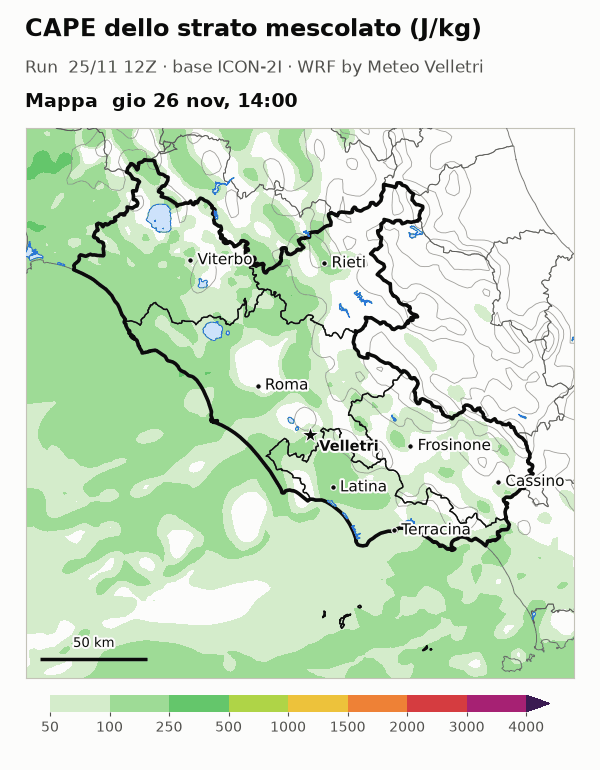 CAPE dello strato mescolato (J/kg)
Run  25/11 12Z · base ICON-2I · WRF by Meteo Velletri
Mappa  gio 26 nov, 14:00
Viterbo
Rieti
Roma
Velletri
Frosinone
Cassino
Latina
Terracina
50 km
50 100 250 500 1000 1500 2000 3000 4000